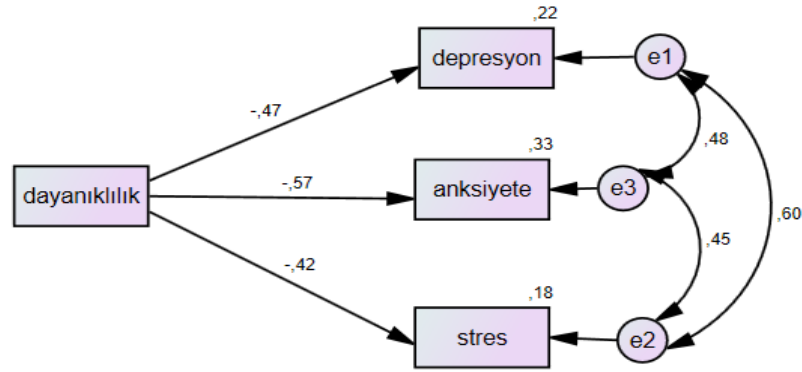 ,22
depresyon
e1
-,47
,48
,33
dayanıklılık
-,57
anksiyete
e3
,60
,45
-,42
,18
stres
e2